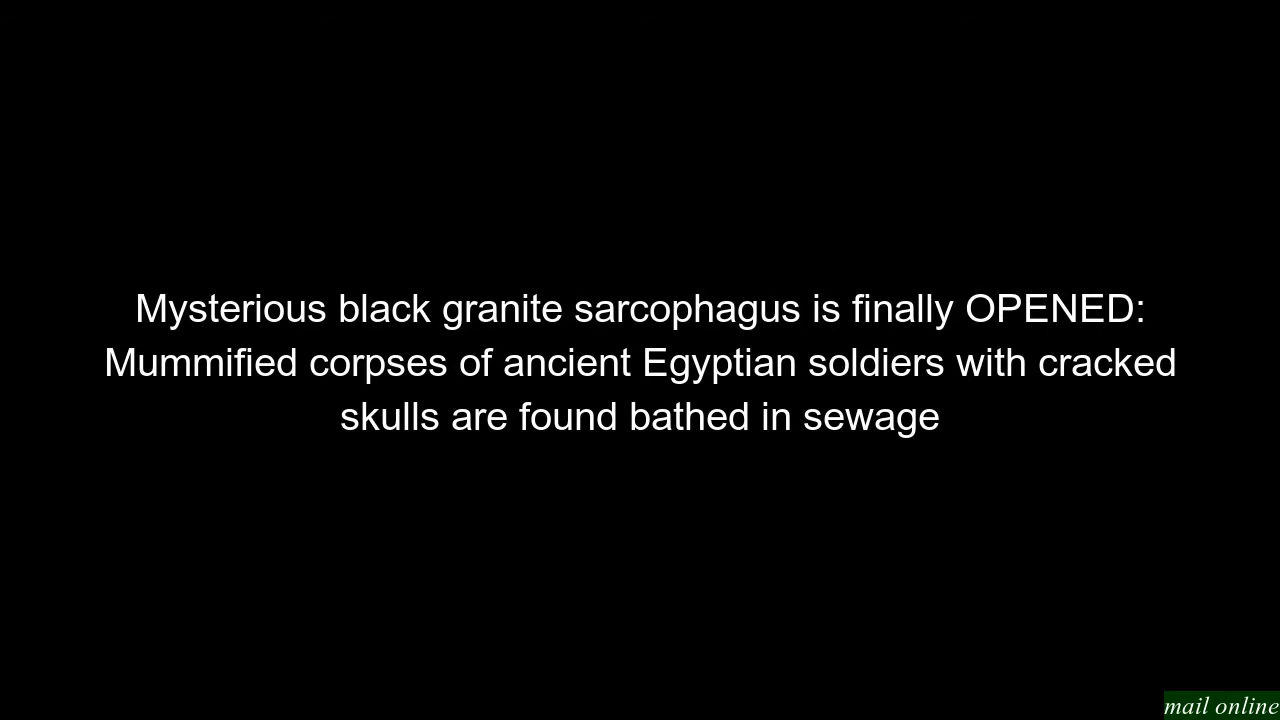 Mysterious black granite sarcophagus is finally OPENED:
Mummified corpses of ancient Egyptian soldiers with cracked
skulls are found bathed in sewage
mail online